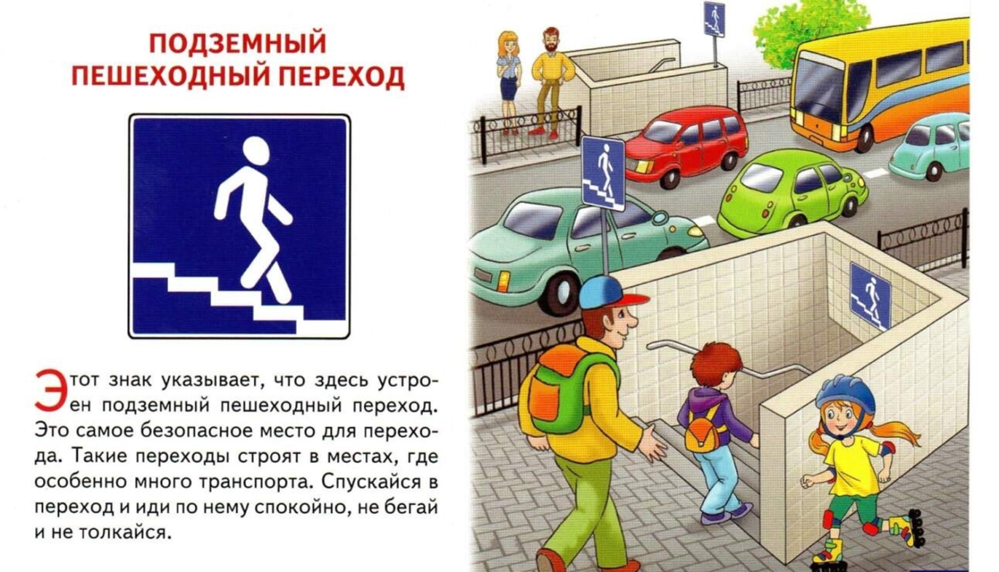 ПОДЗЕМНЫЙ
ПЕШЕХОДНЫЙ ПЕРЕХОД
Этот знак указывает, что здесь устро-
ен подземный пешеходный переход.
Это самое безопасное место для перехо-
да. Такие переходы строят в местах, где
особенно много транспорта. Спускайся в
переход и иди по нему спокойно, не бегай
и не толкайся.